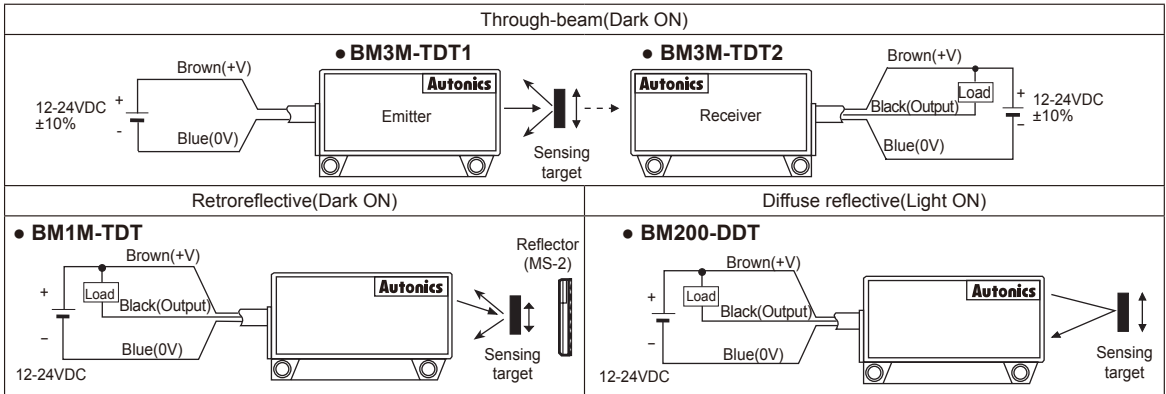 Through-beam(Dark ON)
● BM3M-TDT1
Brown(+V)
12-24VDC
±10%
+
-
Blue(0V)
Autonics
Emitter
Sensing
target
● BM3M-TDT2
Autonics
Receiver
Brown(+V)
Load
Black(Output)
Blue(0V)
+
-
12-24VDC
±10%
Retroreflective(Dark ON)
● BM1M-TDT
Brown(+V)
+
Load
Black(Output)
-
Blue(0V)
12-24VDC
Autonics
Reflector
(MS-2)
Sensing
target
Diffuse reflective(Light ON)
● BM200-DDT
Brown(+V)
+
Load
Black(Output)
-
Blue(0V)
12-24VDC
Autonics
Sensing
target